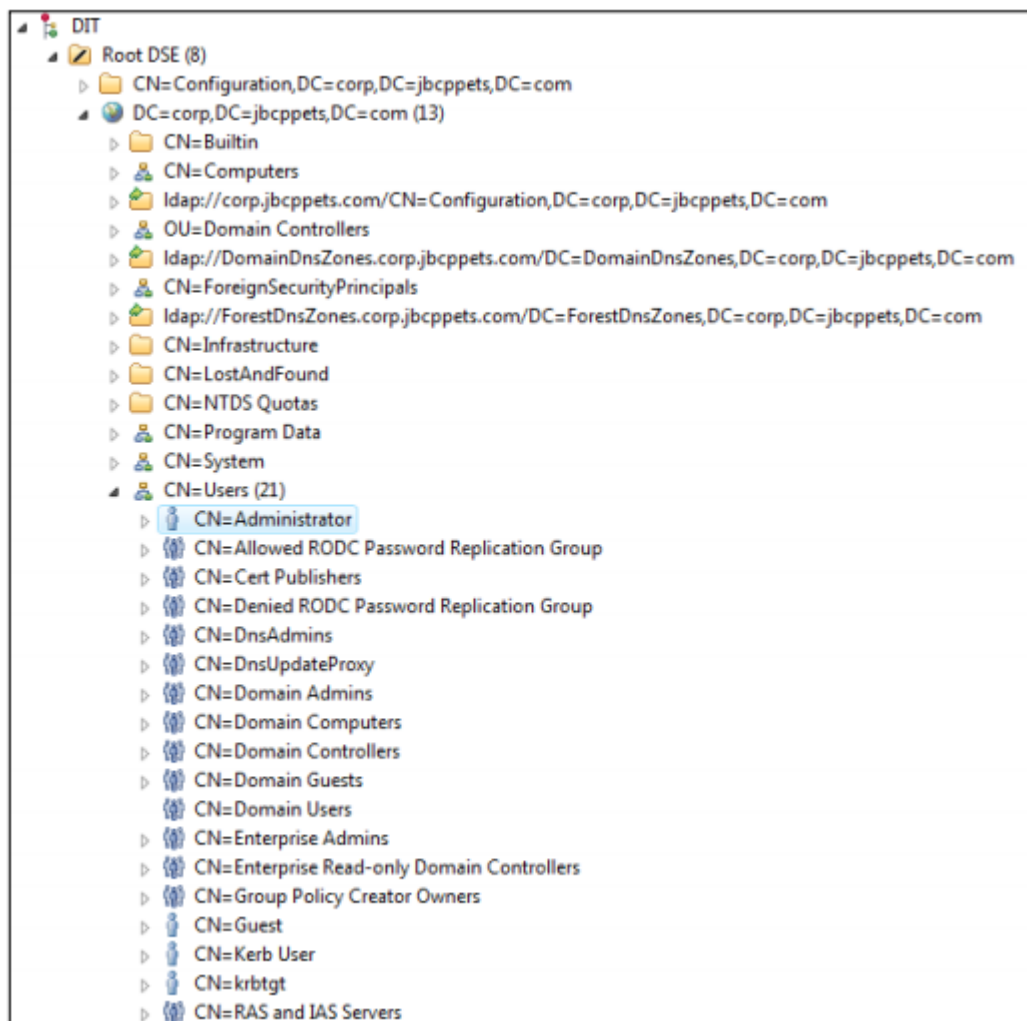 DIT
Root DSE (8)
CN=Configuration,DC=corp,DC=jbcppets,DC=com
DC=corp,DC=jbcppets,DC=com (13)
CN=Builtin
CN=Computers
ldap://corp.jbcppets.com/CN=Configuration,DC=corp,DC=jbcppets,DC=com
OU=Domain Controllers
ldap://DomainDnsZones.corp.jbcppets.com/DC=DomainDnsZones,DC=corp,DC=jbcppets,DC=com
CN=ForeignSecurityPrincipals
ldap://ForestDnsZones.corp.jbcppets.com/DC=ForestDnsZones,DC=corp,DC=jbcppets,DC=com
CN=Infrastructure
CN=LostAndFound
CN=NTDS Quotas
CN=Program Data
CN=System
CN=Users (21)
CN=Administrator
CN=Allowed RODC Password Replication Group
CN=Cert Publishers
CN=Denied RODC Password Replication Group
CN=DnsAdmins
CN=DnsUpdateProxy
CN=Domain Admins
CN=Domain Computers
CN=Domain Controllers
CN=Domain Guests
CN=Domain Users
CN=Enterprise Admins
CN=Enterprise Read-only Domain Controllers
CN=Group Policy Creator Owners
CN=Guest
CN=Kerb User
CN=krbtgt
CN=RAS and IAS Servers